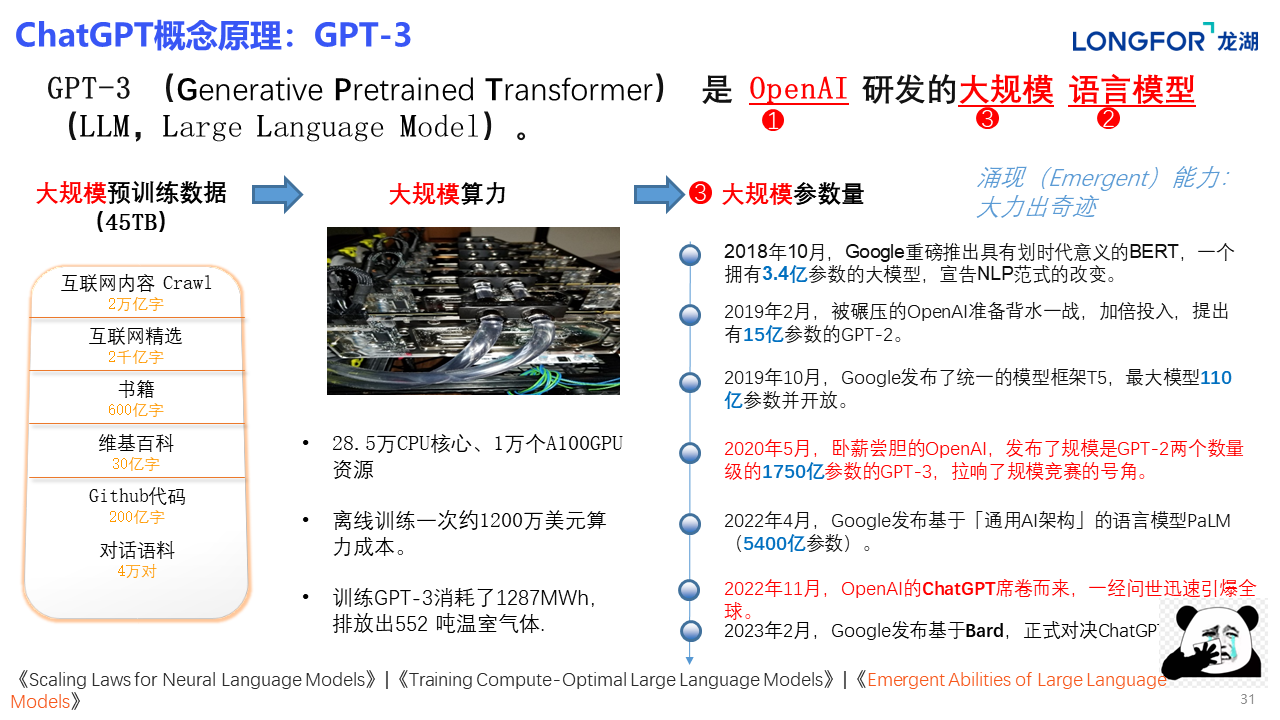 ChatGPT概念原理：GPT-3
LONGFOR 龙湖
GPT-3 （Generative Pretrained Transformer） 是 OpenAI 研发的大规模 语言模型
（LLM，Large Language Model）。
1
3
2
大规模预训练数据
（45TB）
互联网内容 Crawl
2万亿字
互联网精选
2千亿字
书籍
600亿字
维基百科
30亿字
Github代码
200亿字
对话语料
4万对
大规模算力
• 28.5万CPU核心、1万个A100GPU
资源
• 离线训练一次约1200万美元算
力成本。
• 训练GPT-3消耗了1287MWh，
排放出552 吨温室气体.
3 大规模参数量
涌现（Emergent）能力：
大力出奇迹
2018年10月，Google重磅推出具有划时代意义的BERT，一个
拥有3.4亿参数的大模型，宣告NLP范式的改变。
2019年2月，被碾压的OpenAI准备背水一战，加倍投入，提出
有15亿参数的GPT-2。
2019年10月，Google发布了统一的模型框架T5，最大模型110
亿参数并开放。
2020年5月，卧薪尝胆的OpenAI，发布了规模是GPT-2两个数量
级的1750亿参数的GPT-3，拉响了规模竞赛的号角。
2022年4月，Google发布基于「通用AI架构」的语言模型PaLM
（5400亿参数）。
2022年11月，OpenAI的ChatGPT席卷而来，一经问世迅速引爆全
球。
2023年2月，Google发布基于Bard，正式对决ChatGP
《Scaling Laws for Neural Language Models》|《Training Compute-Optimal Large Language Models》|《Emergent Abilities of Large Language
Models》
31